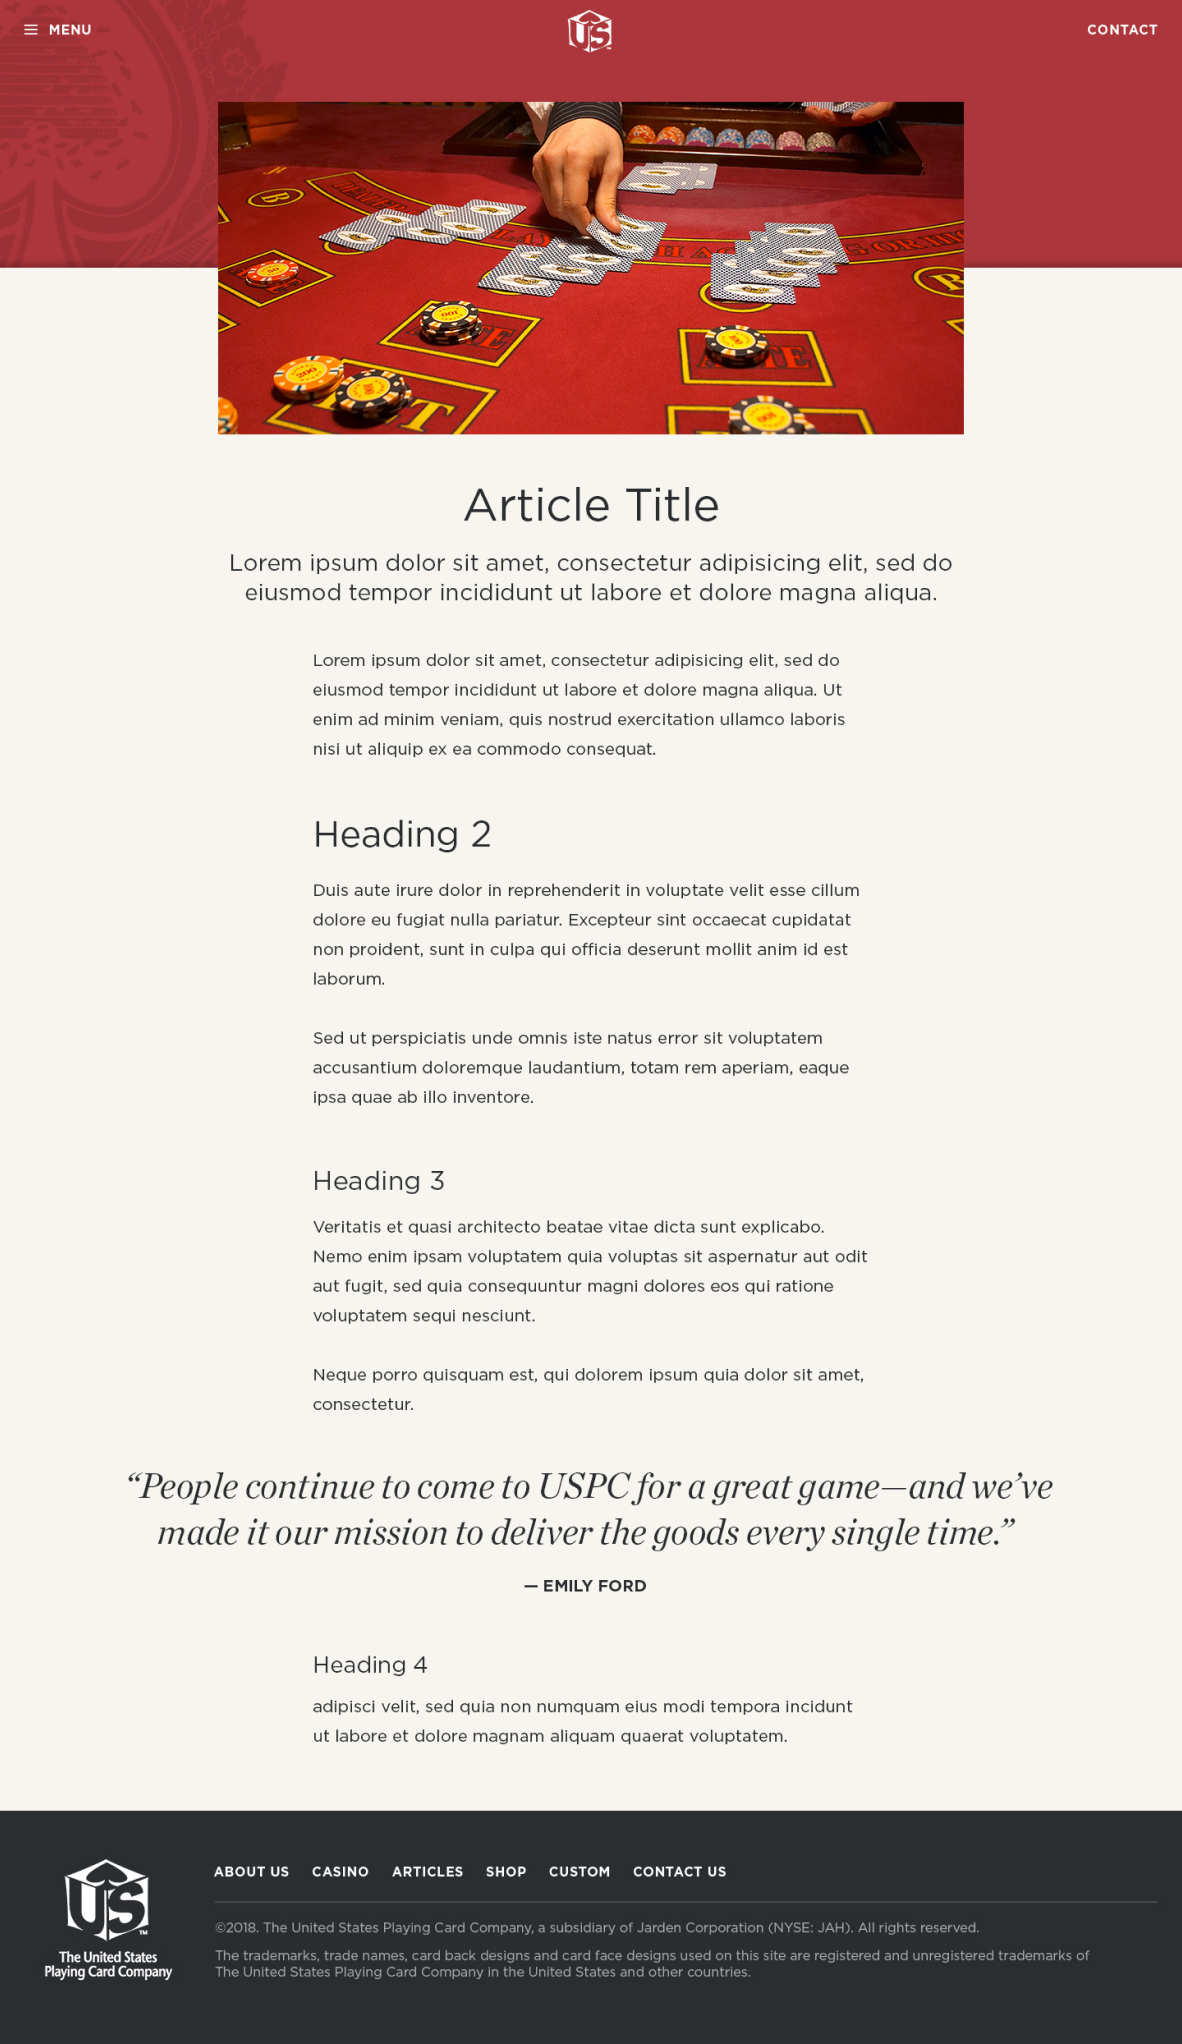 MENU
US
CONTACT
Article Title
Lorem ipsum dolor sit amet, consectetur adipisicing elit, sed do
eiusmod tempor incididunt ut labore et dolore magna aliqua.
Lorem ipsum dolor sit amet, consectetur adipisicing elit, sed do
eiusmod tempor incididunt ut labore et dolore magna aliqua. Ut
enim ad minim veniam, quis nostrud exercitation ullamco laboris
nisi ut aliquip ex ea commodo consequat.
Heading 2
Duis aute irure dolor in reprehenderit in voluptate velit esse cillum
dolore eu fugiat nulla pariatur. Excepteur sint occaecat cupidatat
non proident, sunt in culpa qui officia deserunt mollit anim id est
laborum.
Sed ut perspiciatis unde omnis iste natus error sit voluptatem
accusantium doloremque laudantium, totam rem aperiam, eaque
ipsa quae ab illo inventore.
Heading 3
Veritatis et quasi architecto beatae vitae dicta sunt explicabo.
Nemo enim ipsam voluptatem quia voluptas sit aspernatur aut odit
aut fugit, sed quia consequuntur magni dolores eos qui ratione
voluptatem sequi nesciunt.
Neque porro quisquam est, qui dolorem ipsum quia dolor sit amet,
consectetur.
“People continue to come to USPC for a great game—and we’ve
made it our mission to deliver the goods every single time.”
— EMILY FORD
Heading 4
adipisci velit, sed quia non numquam eius modi tempora incidunt
ut labore et dolore magnam aliquam quaerat voluptatem.
US™
The United States
Playing Card Company
ABOUT US CASINO ARTICLES SHOP CUSTOM CONTACT US
©2018. The United States Playing Card Company, a subsidiary of Jarden Corporation (NYSE: JAH). All rights reserved.
The trademarks, trade names, card back designs and card face designs used on this site are registered and unregistered trademarks of
The United States Playing Card Company in the United States and other countries.